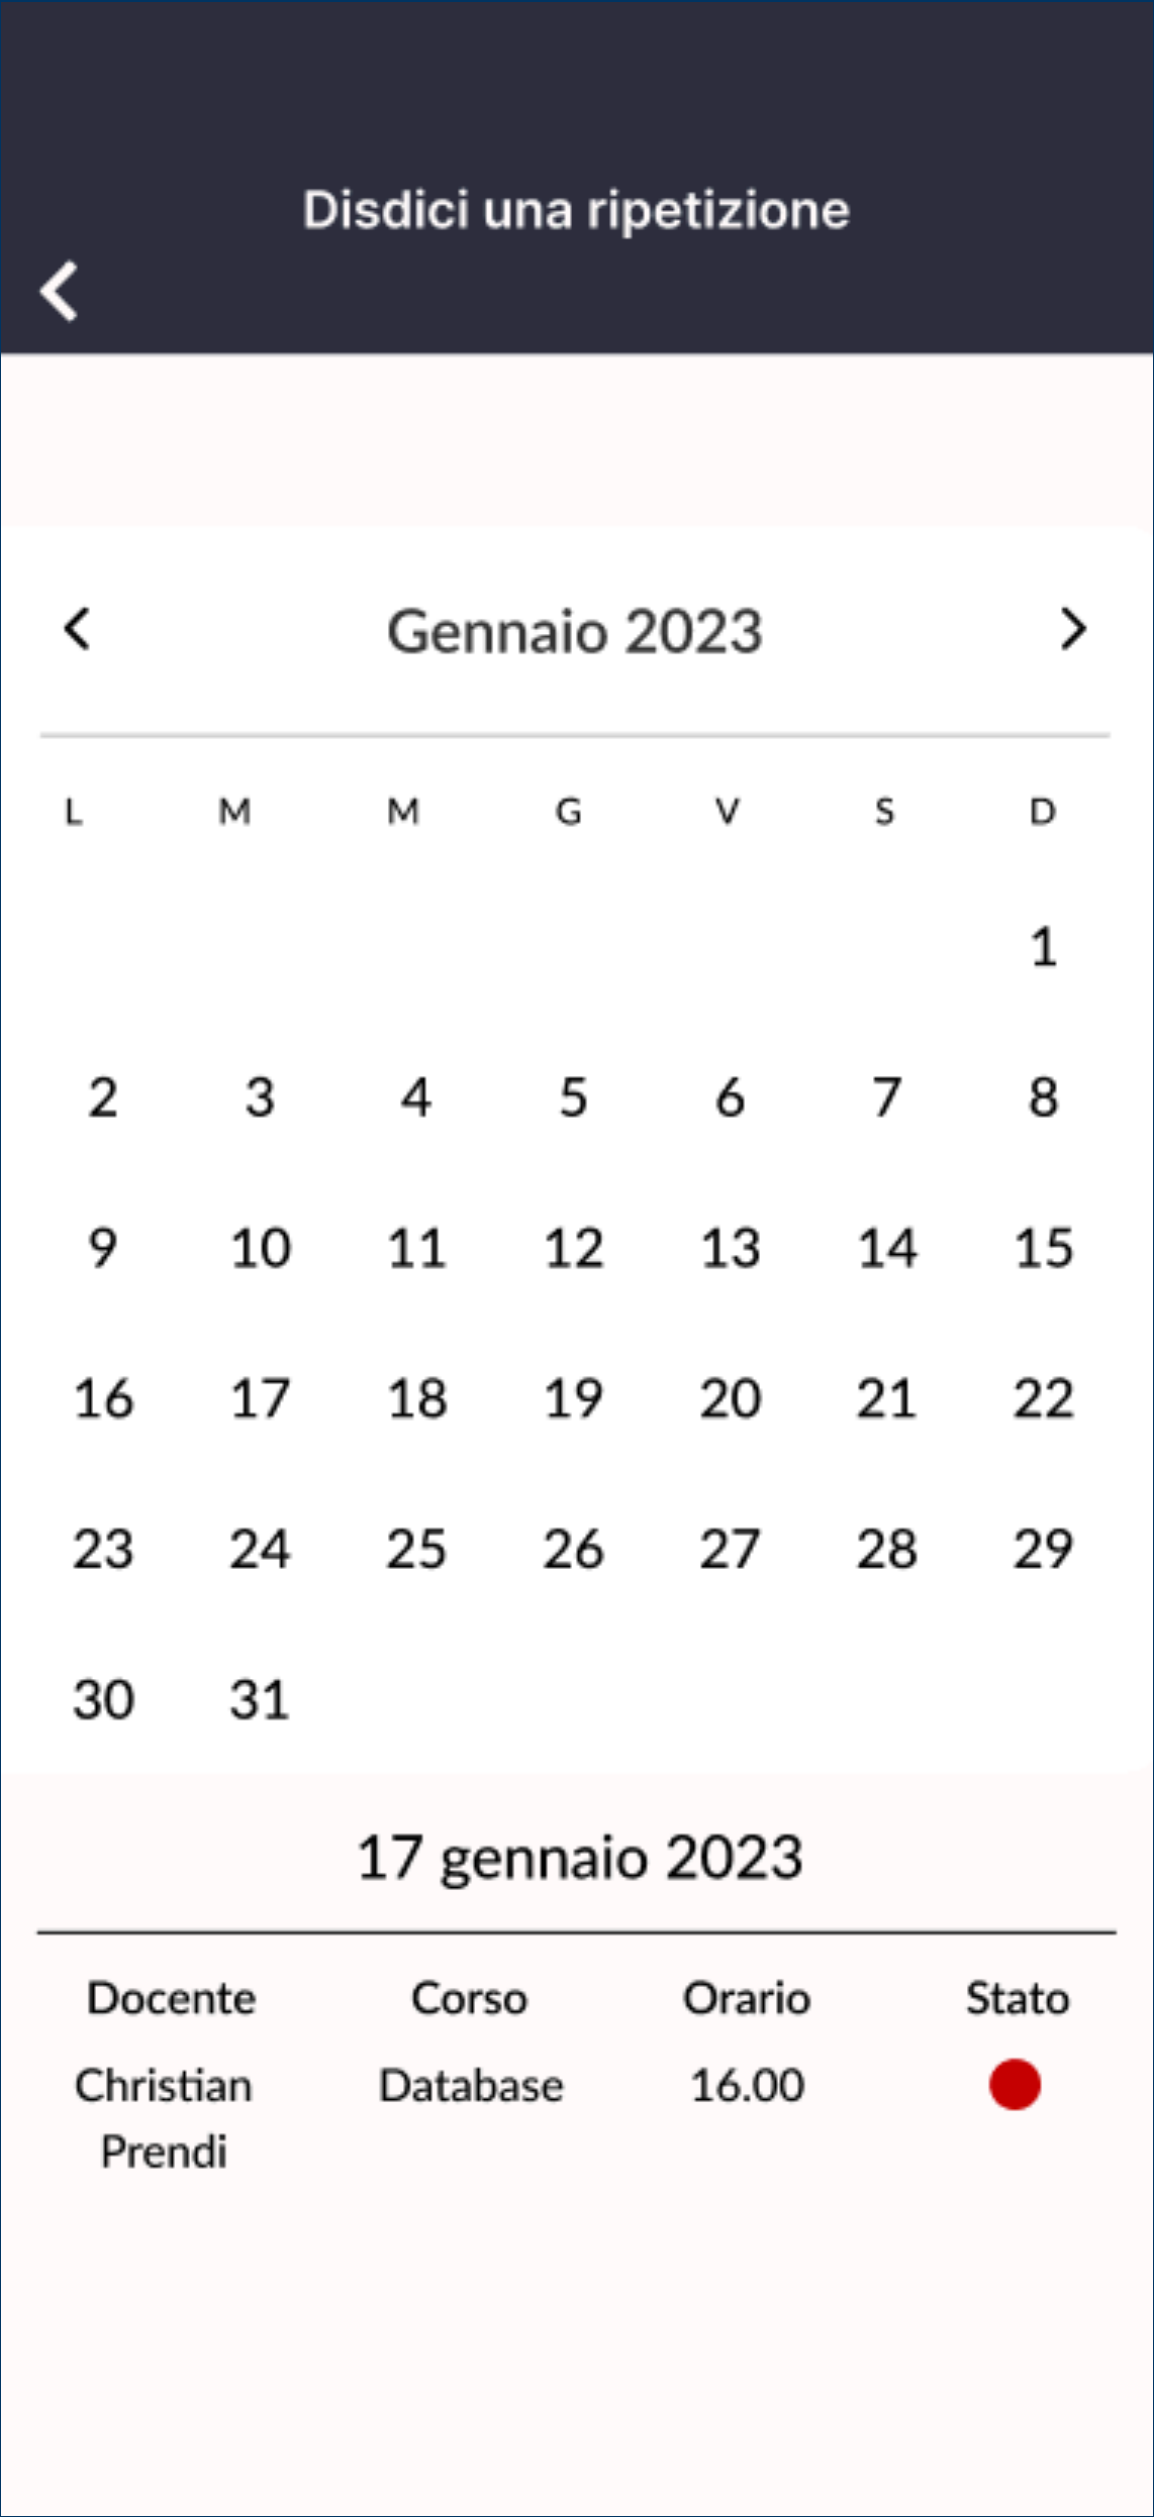 Disdici una ripetizione
Gennaio 2023
L M M G V S D
1
2 3 4 5 6 7 8
9 10 11 12 13 14 15
16 17 18 19 20 21 22
23 24 25 26 27 28 29
30 31
17 gennaio 2023
Docente Corso Orario Stato
Christian Database 16.00
Prendi